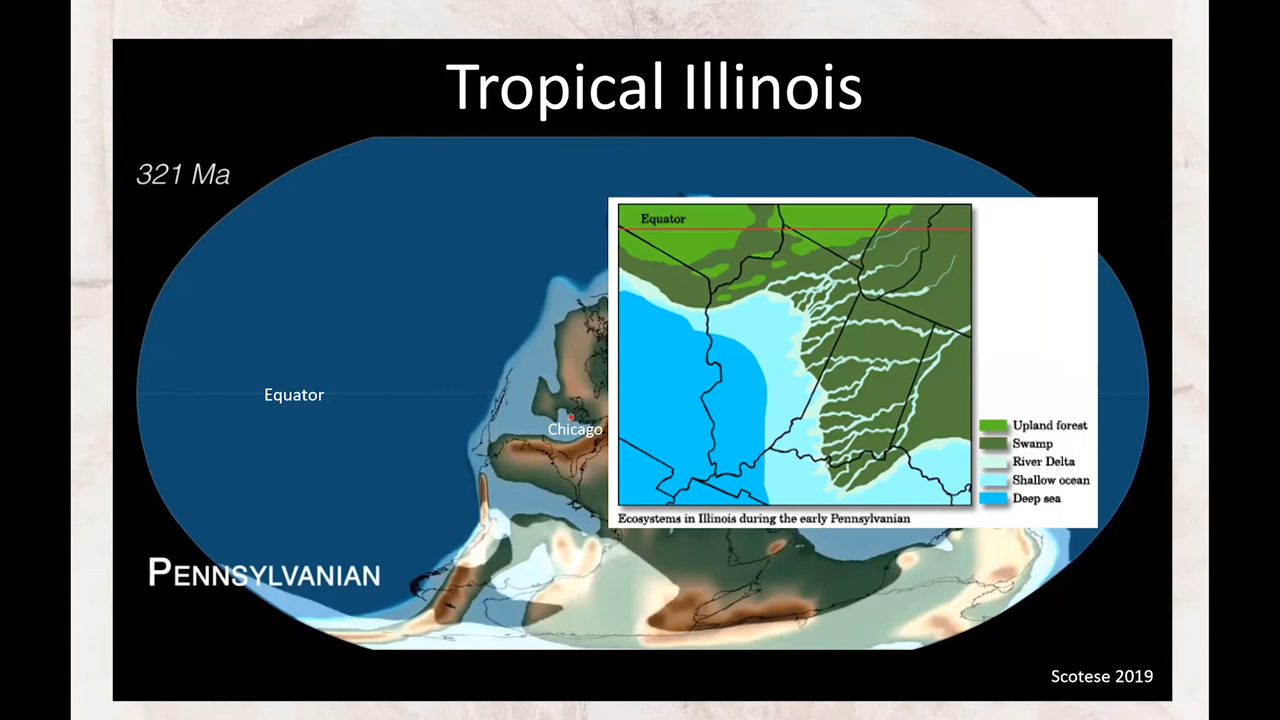 Tropical Illinois
321 Ma
Equator
Equator
Chicago
Upland forest
Swamp
River Delta
Shallow ocean
Deep sea
Ecosystems in Illinois during the early Pennsylvanian
PENNSYLVANIAN
Scotese 2019